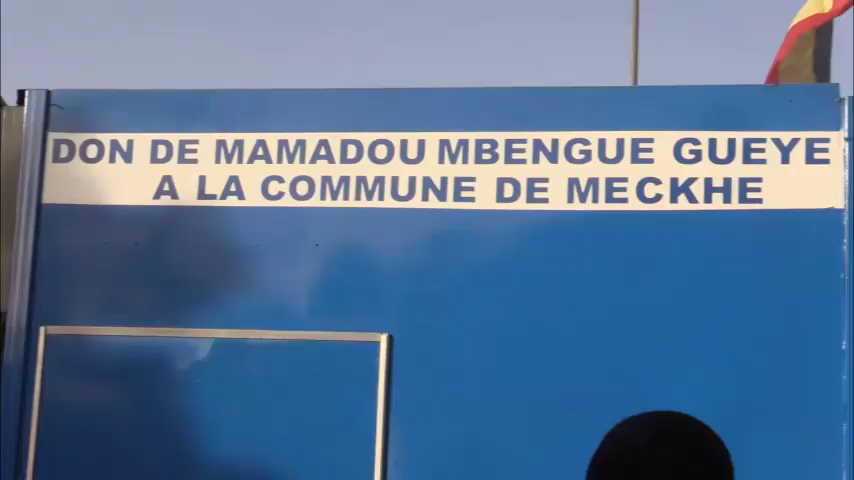 DON DE MAMADOU MBENGUE GUEYE
A LA COMMUNE DE MECKHE